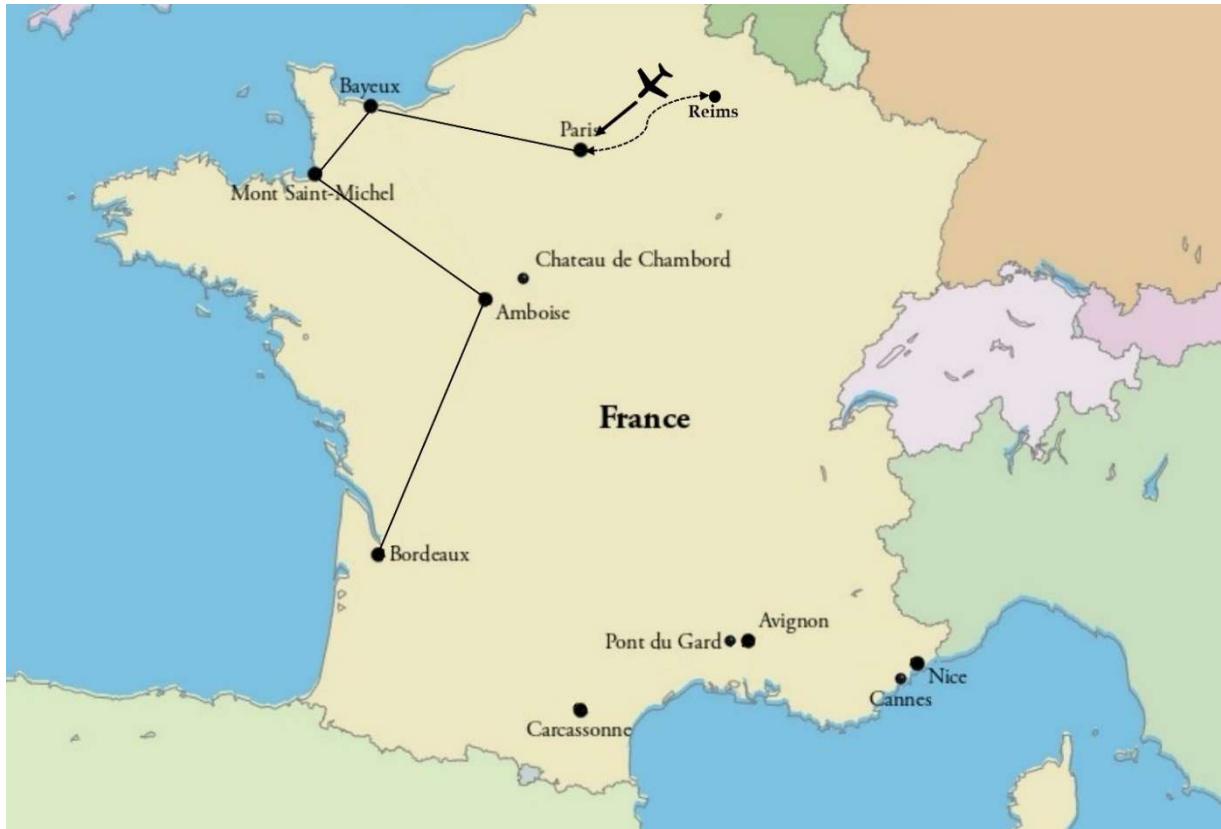 Bayeux
Reims
Paris
Mont Saint-Michel
Chateau de Chambord
Amboise
France
Bordeaux
Avignon
Pont du Gard
Nice
Cannes
Carcassonne